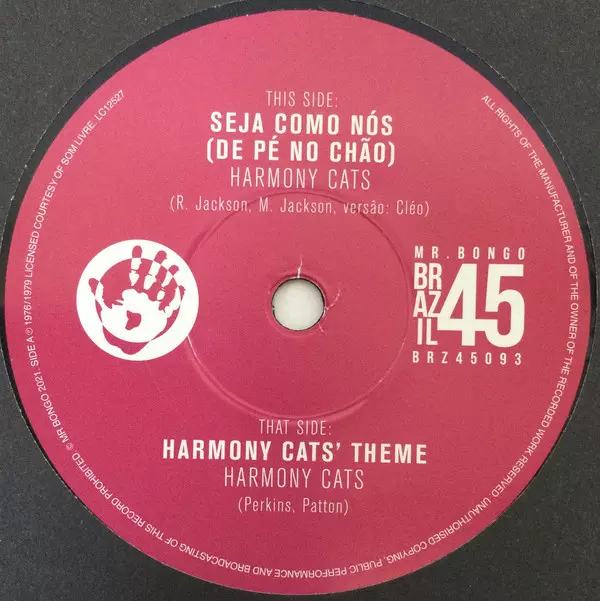 THIS SIDE:
SEJA COMO NÓS
(DE PÉ NO CHÃO)
HARMONY CATS
(R. Jackson, M. Jackson, versâo: Cléo)
MR. BONGO
BR
AZ
IL
45
BRZ45093
THAT SIDE:
HARMONY CATS' THEME
HARMONY CATS
(Perkins, Patton)
© MR BONGO 2021. SIDE A ℗ 1976/1979 LICENSED COURTESY OF SOM LIVRE. LC12527
ALL RIGHTS OF THE MANUFACTURER AND OF THE OWNER OF THE RECORDED WORK RESERVED. UNAUTHORISED COPYING, PUBLIC PERFORMANCE AND BROADCASTING OF THIS RECORD PROHIBITED.